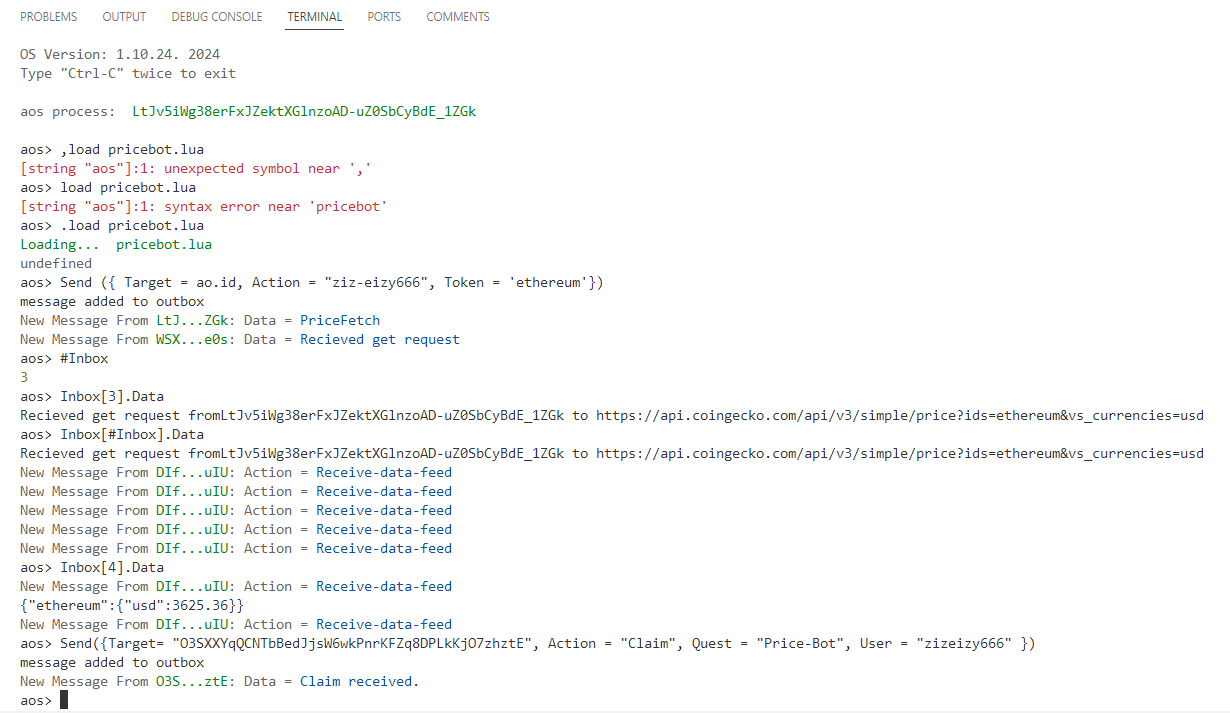 PROBLEMS OUTPUT DEBUG CONSOLE TERMINAL PORTS COMMENTS
OS Version: 1.10.24. 2024
Type "Ctrl-C" twice to exit
aos process:  LtJv5iWg38erFxJZektXGlnzoAD-uZ0SbCyBdE_1ZGk
aos> ,load pricebot.lua
[string "aos"]:1: unexpected symbol near ','
aos> load pricebot.lua
[string "aos"]:1: syntax error near 'pricebot'
aos> .load pricebot.lua
Loading...  pricebot.lua
undefined
aos> Send ({ Target = ao.id, Action = "ziz-eizy666", Token = 'ethereum'})
message added to outbox
New Message From LtJ...ZGk: Data = PriceFetch
New Message From WSX...e0s: Data = Recieved get request
aos> #Inbox
3
aos> Inbox[3].Data
Recieved get request fromLtJv5iWg38erFxJZektXGlnzoAD-uZ0SbCyBdE_1ZGk to https://api.coingecko.com/api/v3/simple/price?ids=ethereum&vs_currencies=usd
aos> Inbox[#Inbox].Data
Recieved get request fromLtJv5iWg38erFxJZektXGlnzoAD-uZ0SbCyBdE_1ZGk to https://api.coingecko.com/api/v3/simple/price?ids=ethereum&vs_currencies=usd
New Message From DIf...uIU: Action = Receive-data-feed
New Message From DIf...uIU: Action = Receive-data-feed
New Message From DIf...uIU: Action = Receive-data-feed
New Message From DIf...uIU: Action = Receive-data-feed
New Message From DIf...uIU: Action = Receive-data-feed
aos> Inbox[4].Data
New Message From DIf...uIU: Action = Receive-data-feed
{"ethereum":{"usd":3625.36}}
New Message From DIf...uIU: Action = Receive-data-feed
aos> Send({Target= "O3SXXYqQCNTbBedJjsW6wkPnrKFZq8DPLkKjO7zhztE", Action = "Claim", Quest = "Price-Bot", User = "zizeizy666" })
message added to outbox
New Message From O3S...ztE: Data = Claim received.
aos>